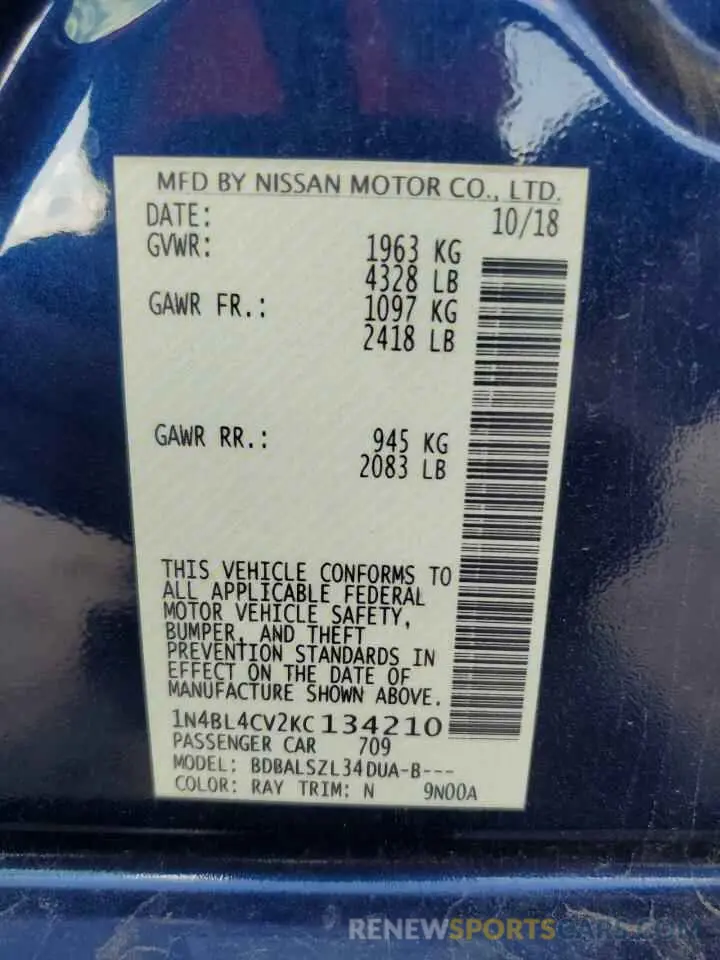 MFD BY NISSAN MOTOR CO., LTD.
DATE: 10/18
GVWR: 1963 KG
4328 LB
GAWR FR.: 1097 KG
2418 LB
GAWR RR.: 945 KG
2083 LB
THIS VEHICLE CONFORMS TO
ALL APPLICABLE FEDERAL
MOTOR VEHICLE SAFETY,
BUMPER, AND THEFT
PREVENTION STANDARDS IN
EFFECT ON THE DATE OF
MANUFACTURE SHOWN ABOVE.
1N4BL4CV2KC134210
PASSENGER CAR 709
MODEL: BDBALSZL34DUA-B---
COLOR: RAY TRIM: N 9N00A
RENEWSPORTSCARS.COM